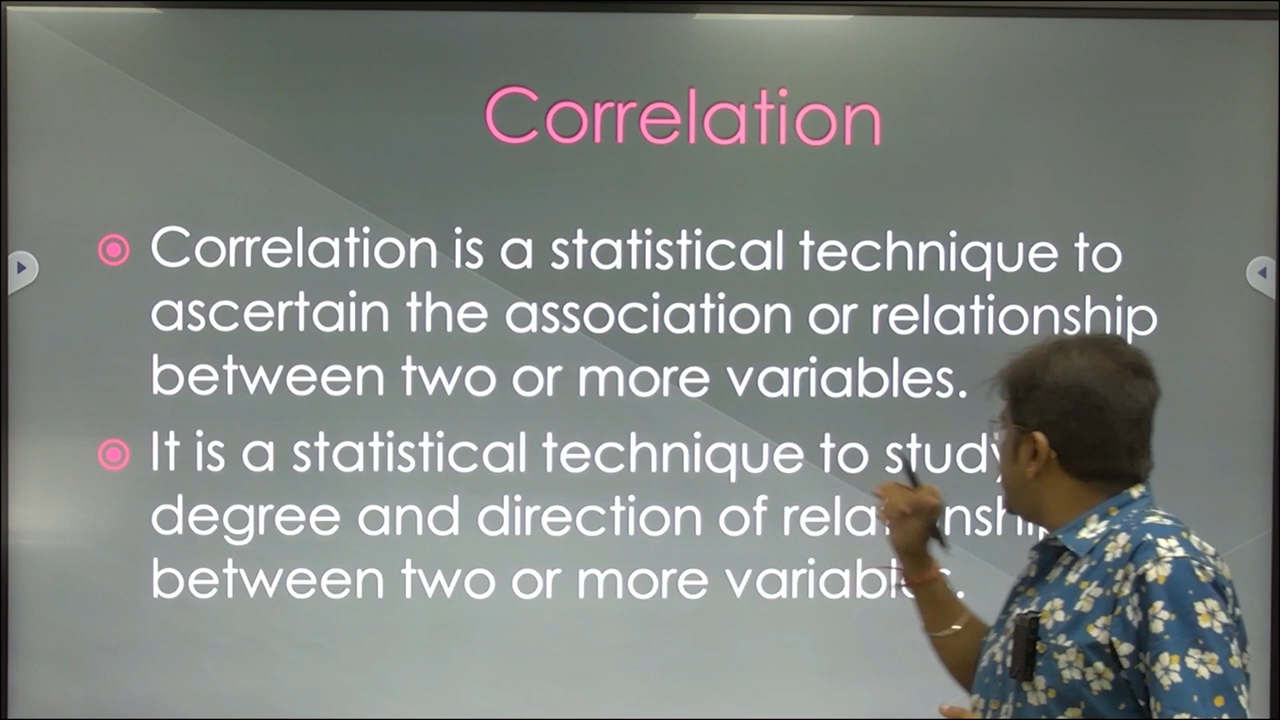 Correlation
Correlation is a statistical technique to
ascertain the association or relationship
between two or more variables.
It is a statistical technique to study
degree and direction of
between two or more